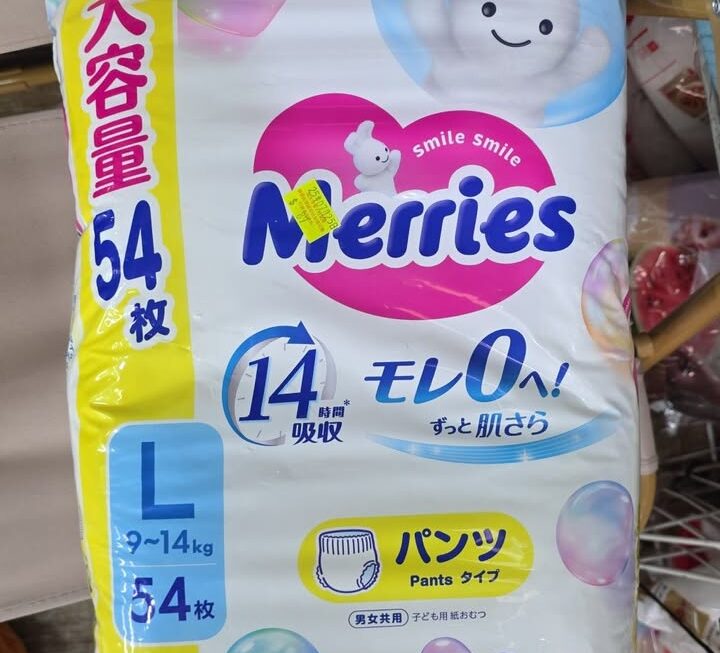 大容量
54
枚
Smile Smile
Merries
14
時間*
吸収
モレ0へ!
ずっと肌さら
L
9~14kg
54枚
パンツ
Pants タイプ
男女共用 子ども用紙おむつ